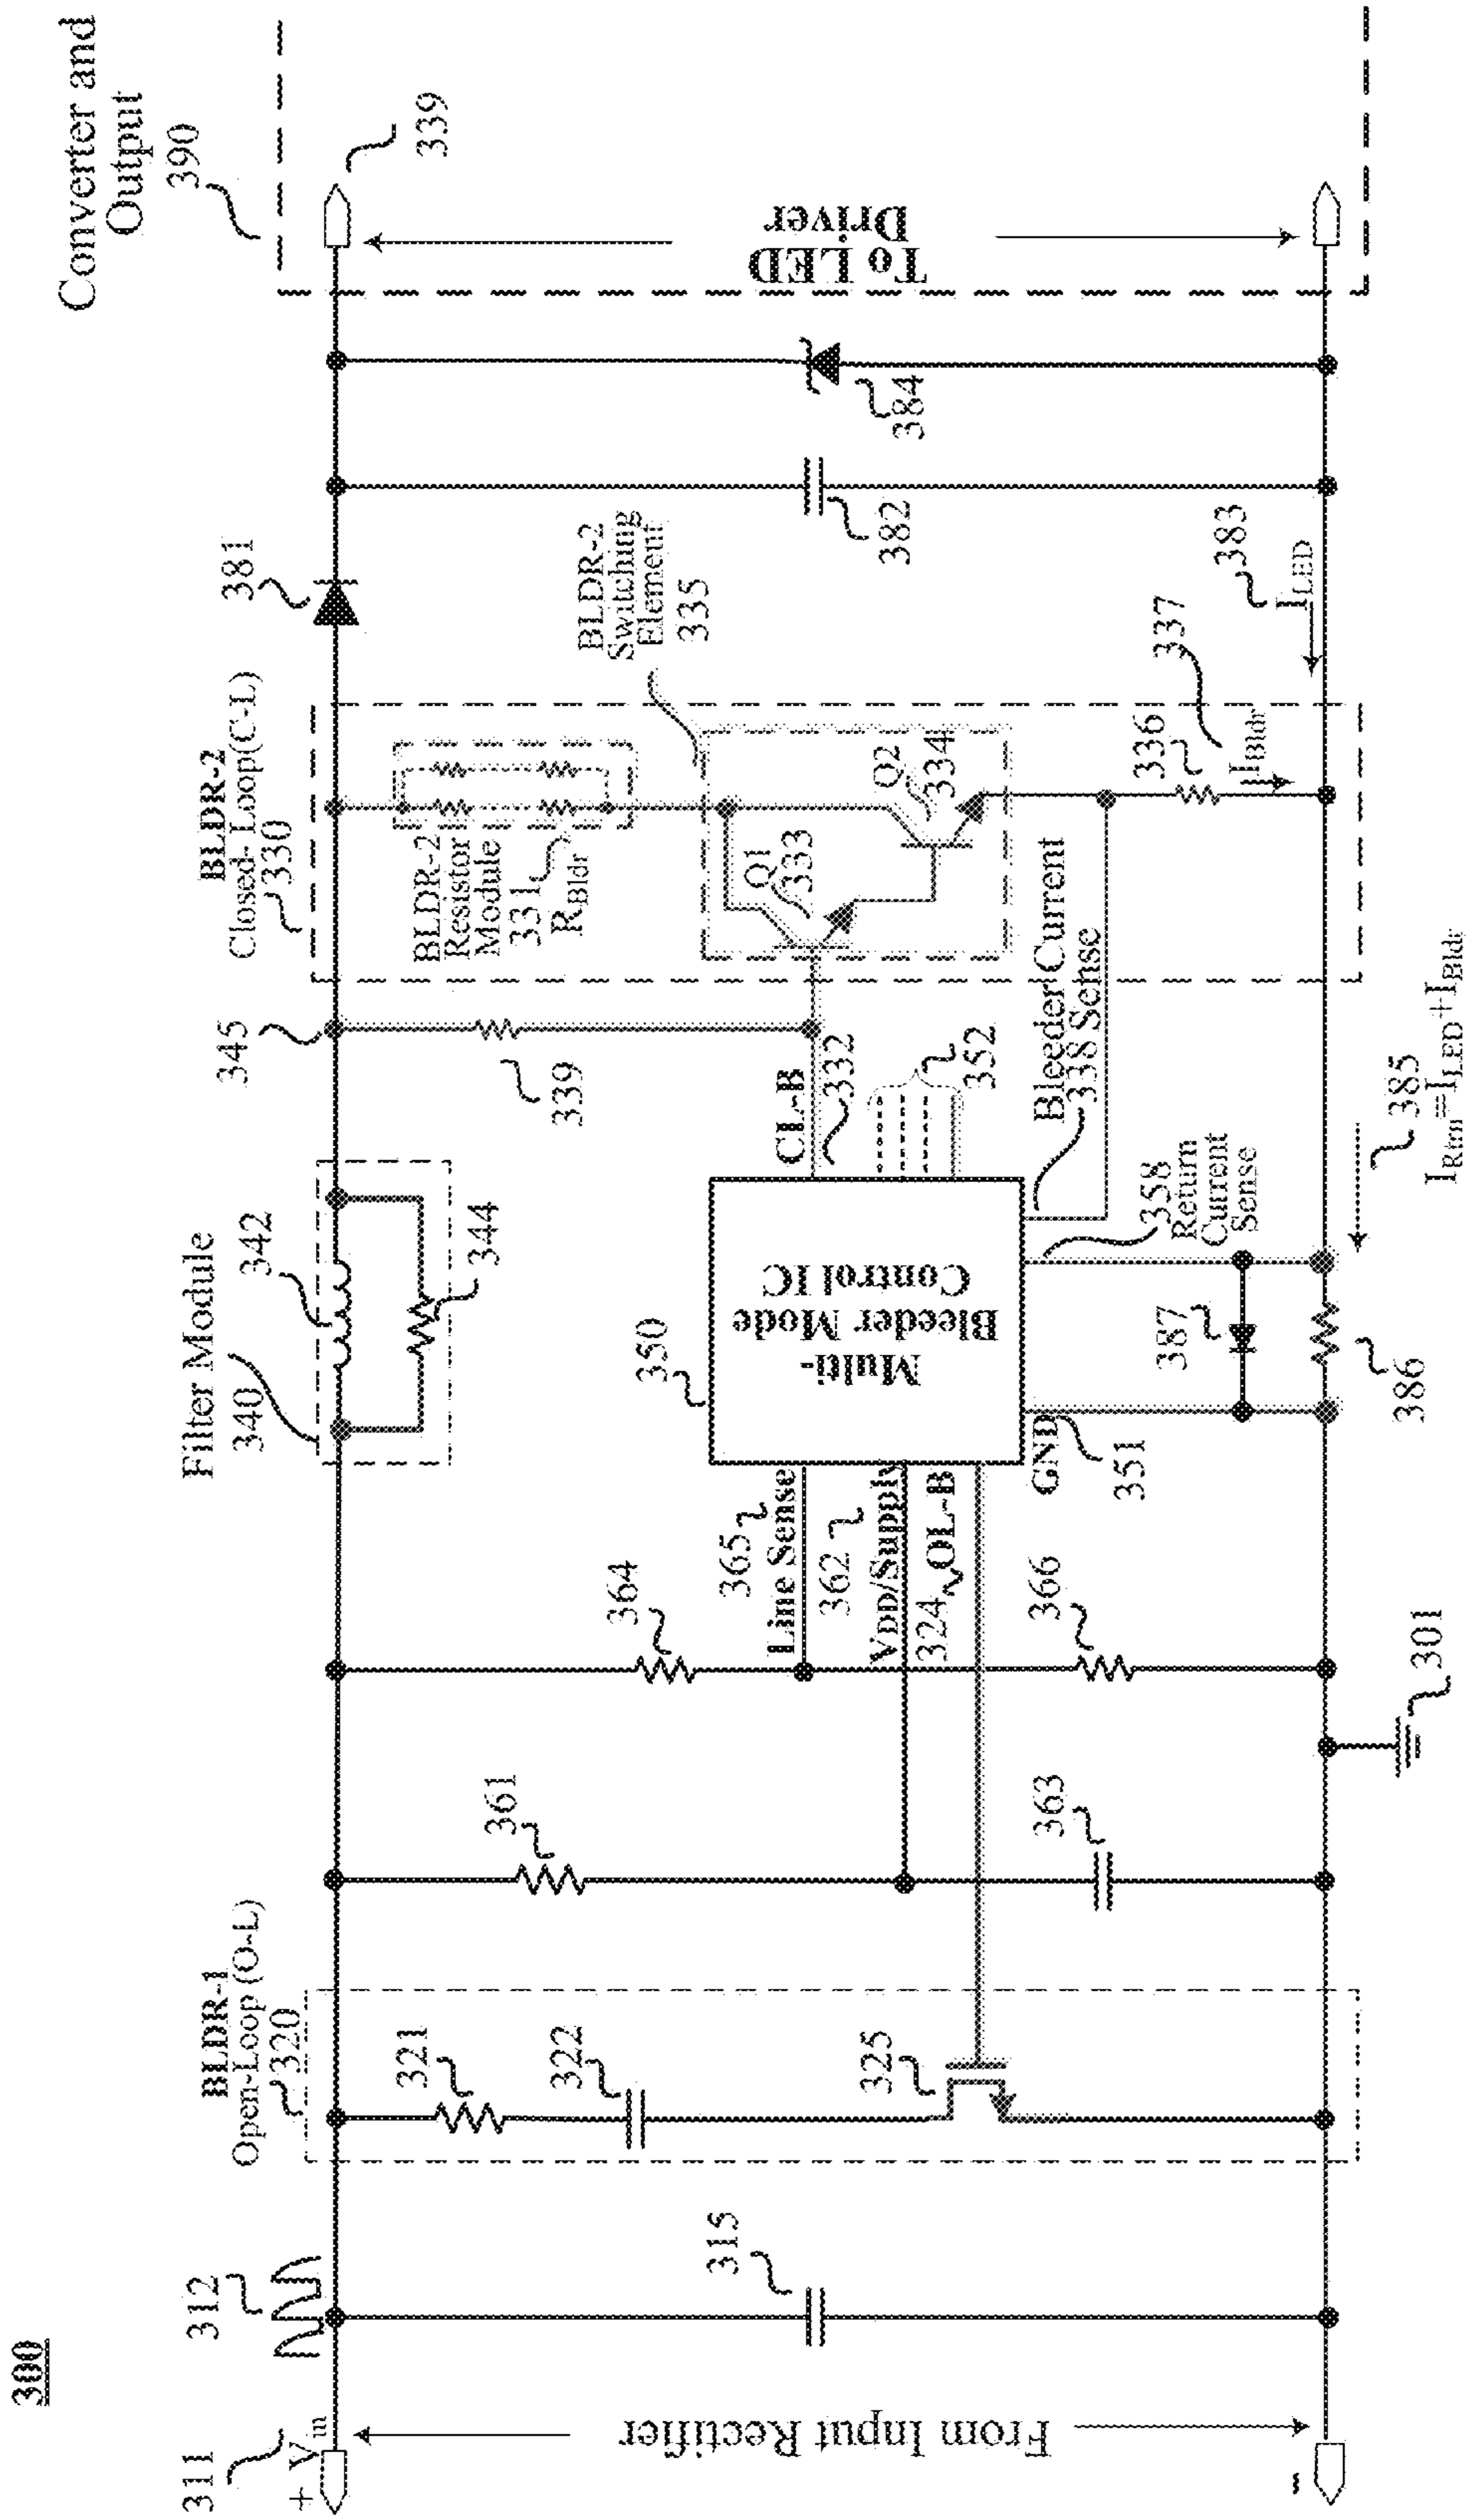 300
311
+ Vin
From Input Rectifier
-
312
315
BLDR-1
Open-Loop (O-L)
320
321
322
325
361
363
364
365
Line Sense
362
VDD/Supply
324
OL-B
366
301
Filter Module
340
342
344
350
Multi-
Bleeder Mode
Control IC
GND
351
387
386
358
Return
Current
Sense
385
IRtrn=ILED+IBldr
345
339
CL-B
332
352
Bleeder Current
338 Sense
BLDR-2
Closed- Loop(C-L)
330
BLDR-2
Resistor
Module
331
RBldr
Q1
333
Q2
334
BLDR-2
Switching
Element
335
336
IBldr
337
381
382
383
ILED
384
To LED
Driver
Converter and
Output
390
339